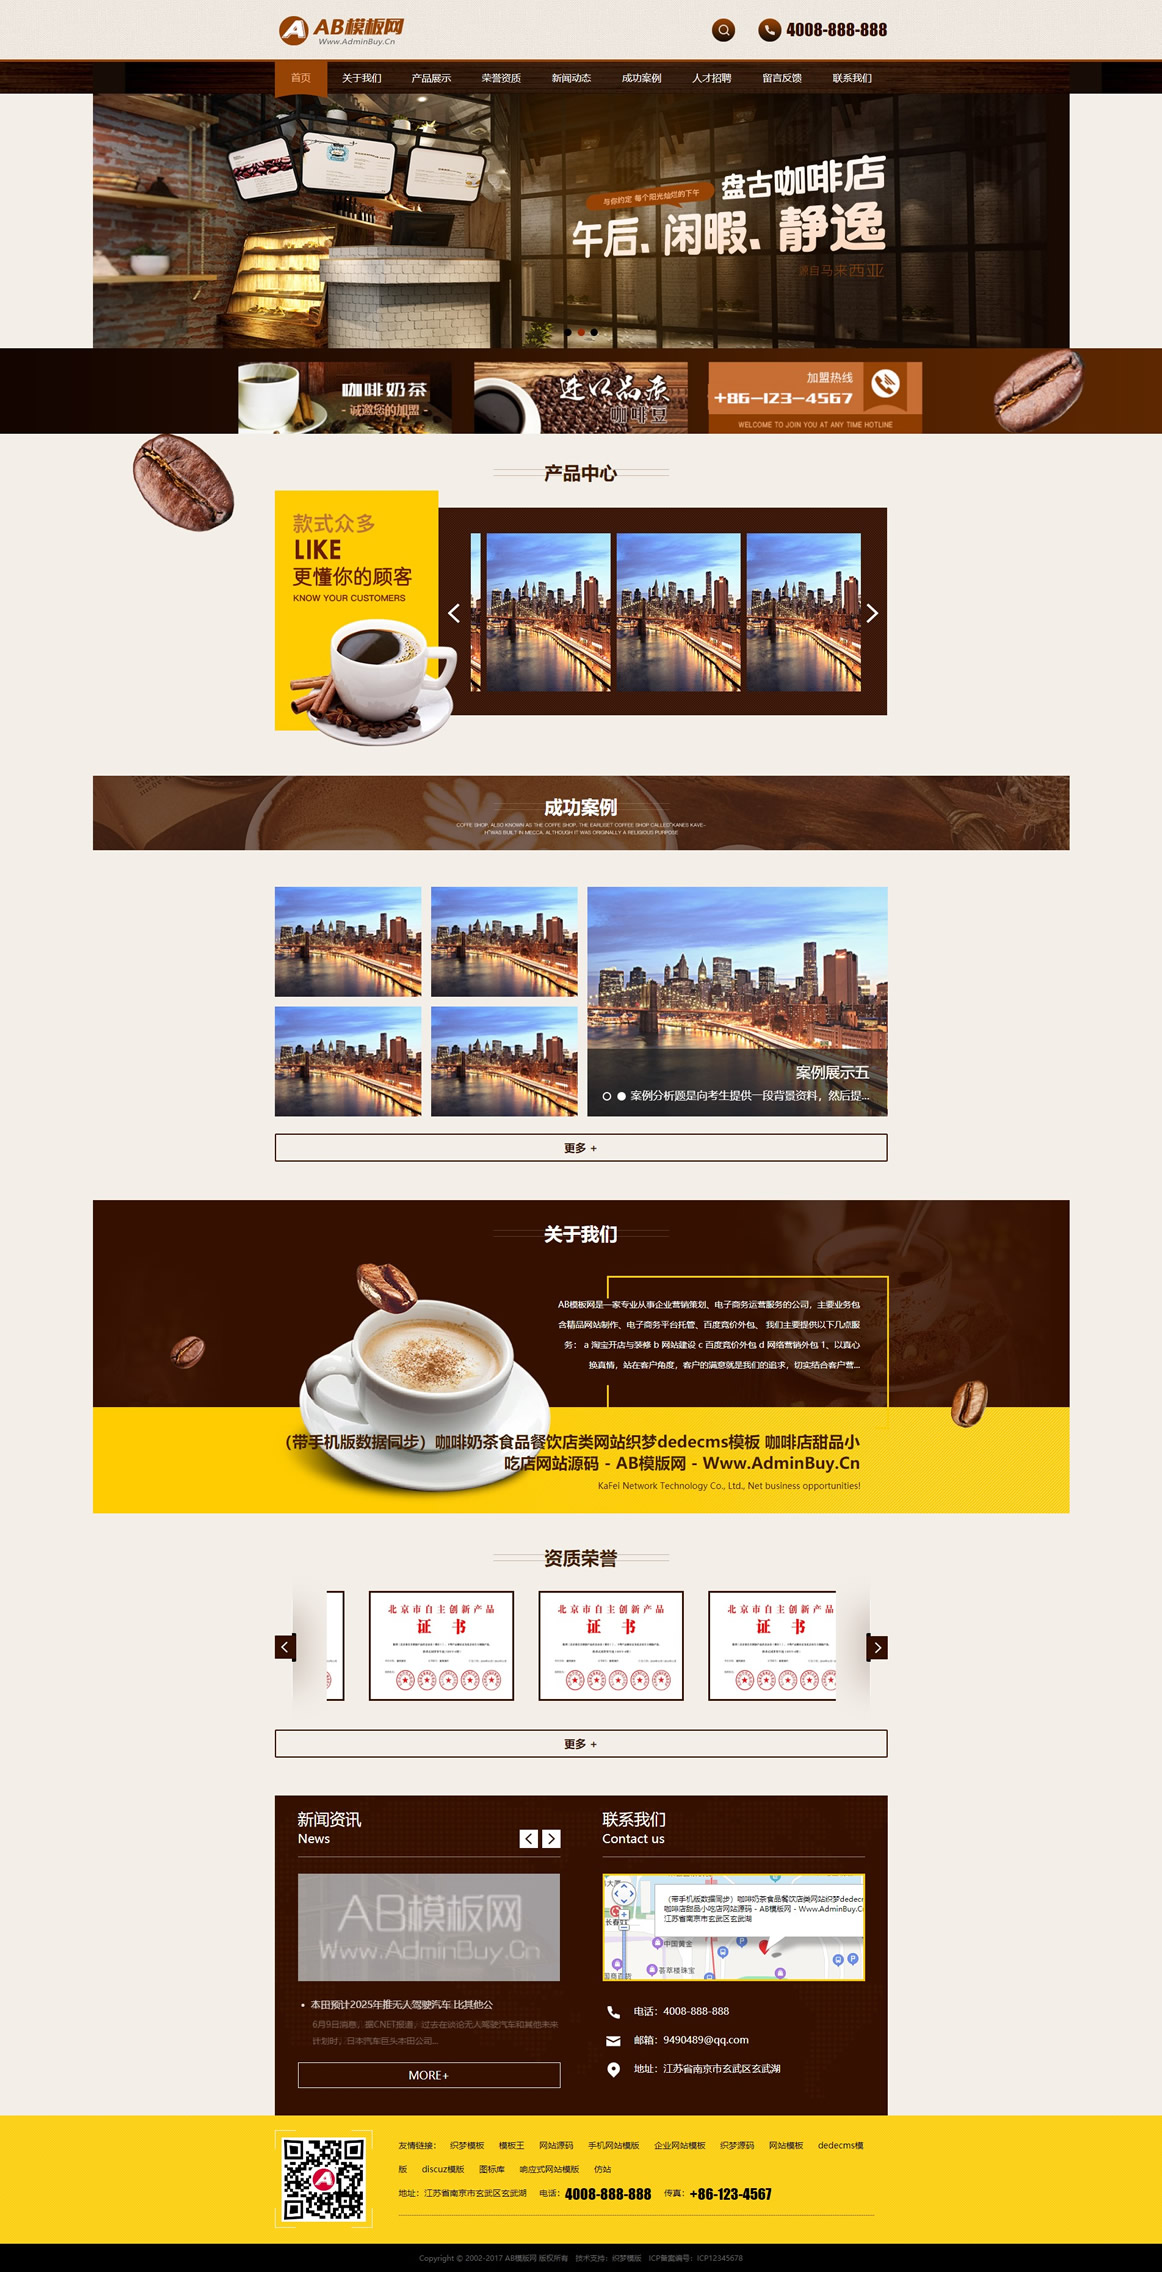 AB模板网
Www.AdminBuy.Cn
4008-888-888
首页 关于我们 产品展示 荣誉资质 新闻动态 成功案例 人才招聘 留言反馈 联系我们
与你约定 每个阳光灿烂的下午
盘古咖啡店
午后、闲暇、静逸
源自马来西亚
咖啡奶茶
- 诚邀您的加盟 -
进口品质
咖啡豆
加盟热线
+86-123-4567
WELCOME TO JOIN YOU AT ANY TIME HOTLINE
产品中心
款式众多
LIKE
更懂你的顾客
KNOW YOUR CUSTOMERS
成功案例
COFFE SHOP, ALSO KNOWN AS THE COFFE SHOP, THE EARLISET COFFEE SHOP CALLED"KANES KAVE-
H"WAS BUILT IN MECCA, ALTHOUGH IT WAS ORIGINALLY A RELIGIOUS PURPOSE
案例展示五
案例分析题是向考生提供一段背景资料，然后提...
更多 +
关于我们
AB模板网是一家专业从事企业营销策划、电子商务运营服务的公司，主要业务包
含精品网站制作、电子商务平台托管、百度竞价外包、 我们主要提供以下几点服
务： a 淘宝开店与装修 b 网站建设 c 百度竞价外包 d 网络营销外包 1、以真心
换真情，站在客户角度，客户的满意就是我们的追求，切实结合客户营...
（带手机版数据同步）咖啡奶茶食品餐饮店类网站织梦dedecms模板 咖啡店甜品小
吃店网站源码 - AB模版网 - Www.AdminBuy.Cn
KaFei Network Technology Co., Ltd., Net business opportunities!
资质荣誉
北京市自主创新产品
证 书
北京市自主创新产品
证 书
北京市自主创新产品
证 书
更多 +
新闻资讯
News
AB模板网
Www.AdminBuy.Cn
本田预计2025年推无人驾驶汽车 比其他公
6月9日消息，据CNET报道，过去在谈论无人驾驶汽车和其他未来
计划时，日本汽车巨头本田公司...
MORE+
联系我们
Contact us
（带手机版数据同步）咖啡奶茶食品餐饮店类网站织梦dedec
咖啡店甜品小吃店网站源码 - AB模版网 - Www.AdminBuy.C
江苏省南京市玄武区玄武湖
中国黄金
荟萃楼珠宝
电话：4008-888-888
邮箱：9490489@qq.com
地址：江苏省南京市玄武区玄武湖
友情链接： 织梦模板 模板王 网站源码 手机网站模版 企业网站模板 织梦源码 网站模板 dedecms模
版 discuz模版 图标库 响应式网站模版 仿站
地址：江苏省南京市玄武区玄武湖 电话：4008-888-888 传真：+86-123-4567
Copyright © 2002-2017 AB模版网 版权所有 技术支持：织梦模版 ICP备案编号：ICP12345678